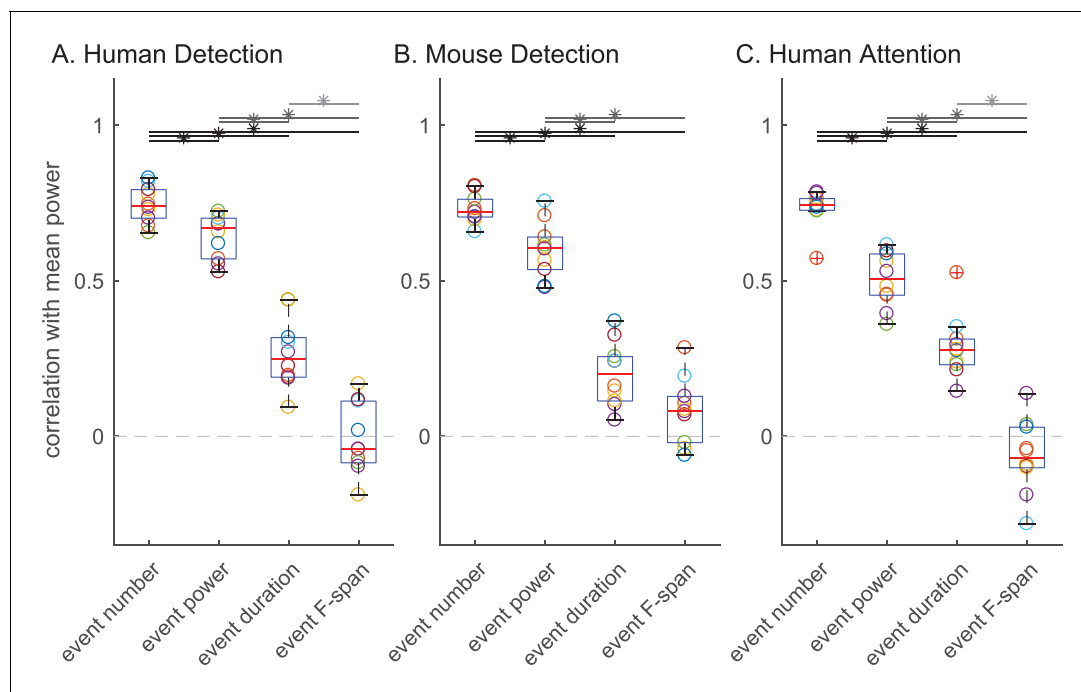 A. Human Detection
B. Mouse Detection
C. Human Attention
correlation with mean power
1
0.5
0
event number
event power
event duration
event F-span
1
0.5
0
event number
event power
event duration
event F-span
1
0.5
0
event number
event power
event duration
event F-span